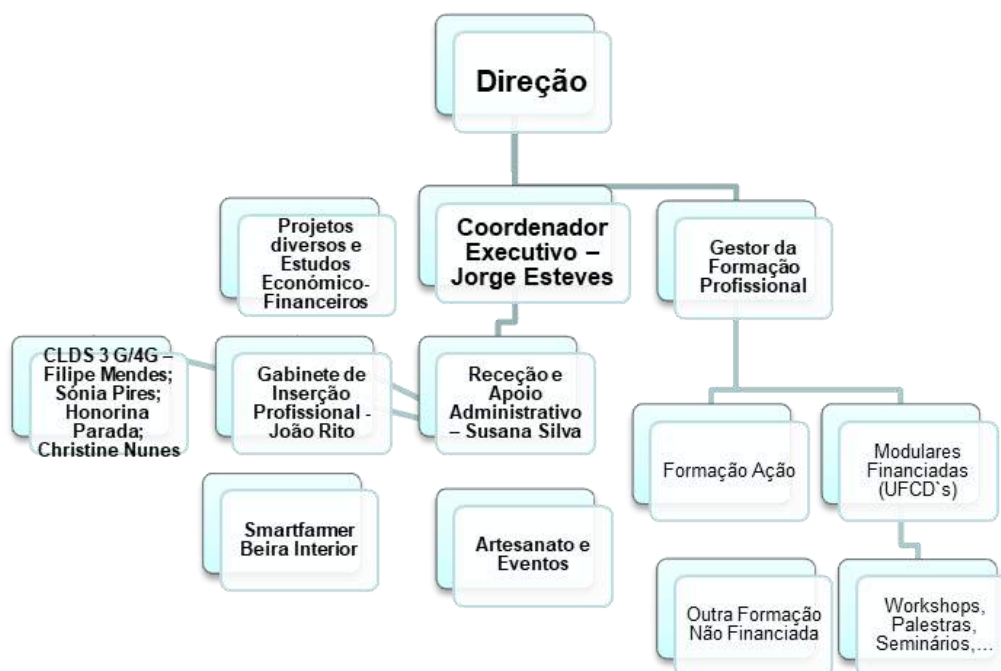 Direção
Projetos
diversos e
Estudos
Económico-
Financeiros
Coordenador
Executivo –
Jorge Esteves
Gestor da
Formação
Profissional
CLDS 3 G/4G –
Filipe Mendes;
Sónia Pires;
Honorina
Parada;
Christine Nunes
Gabinete de
Inserção
Profissional -
João Rito
Receção e
Apoio
Administrativo
– Susana Silva
Formação Ação
Modulares
Financiadas
(UFCD`s)
Smartfarmer
Beira Interior
Artesanato e
Eventos
Outra Formação
Não Financiada
Workshops,
Palestras,
Seminários,...